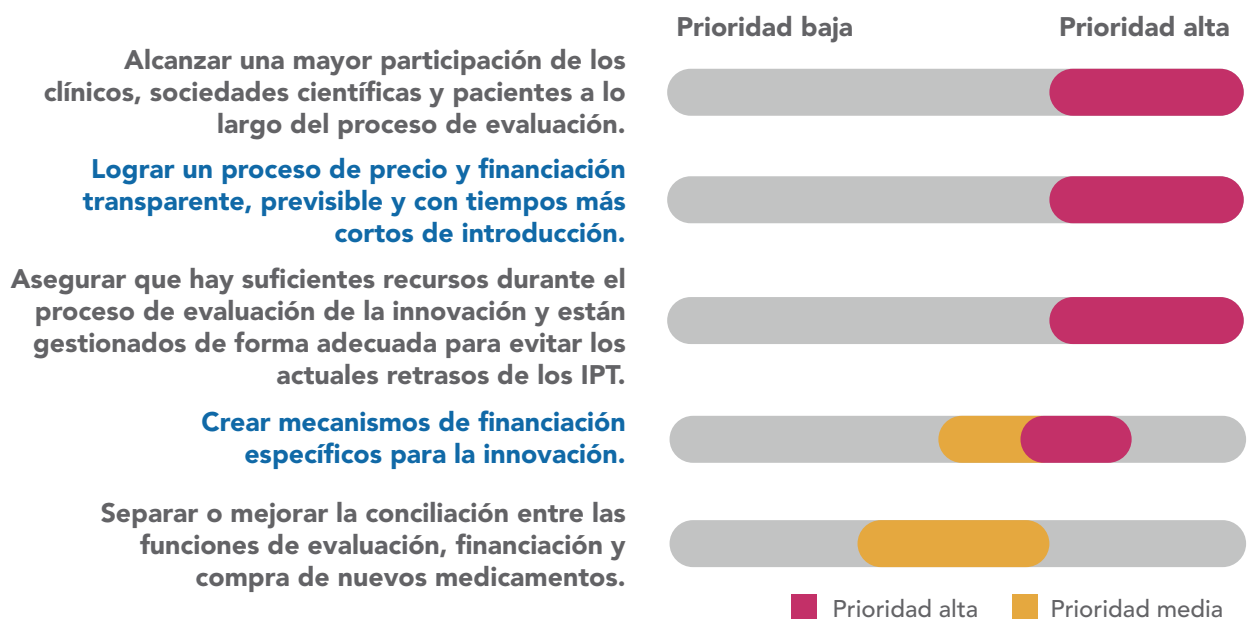 Prioridad baja
Prioridad alta
Alcanzar una mayor participación de los
clínicos, sociedades científicas y pacientes a lo
largo del proceso de evaluación.
Lograr un proceso de precio y financiación
transparente, previsible y con tiempos más
cortos de introducción.
Asegurar que hay suficientes recursos durante el
proceso de evaluación de la innovación y están
gestionados de forma adecuada para evitar los
actuales retrasos de los IPT.
Crear mecanismos de financiación
específicos para la innovación.
Separar o mejorar la conciliación entre las
funciones de evaluación, financiación y
compra de nuevos medicamentos.
Prioridad alta
Prioridad media